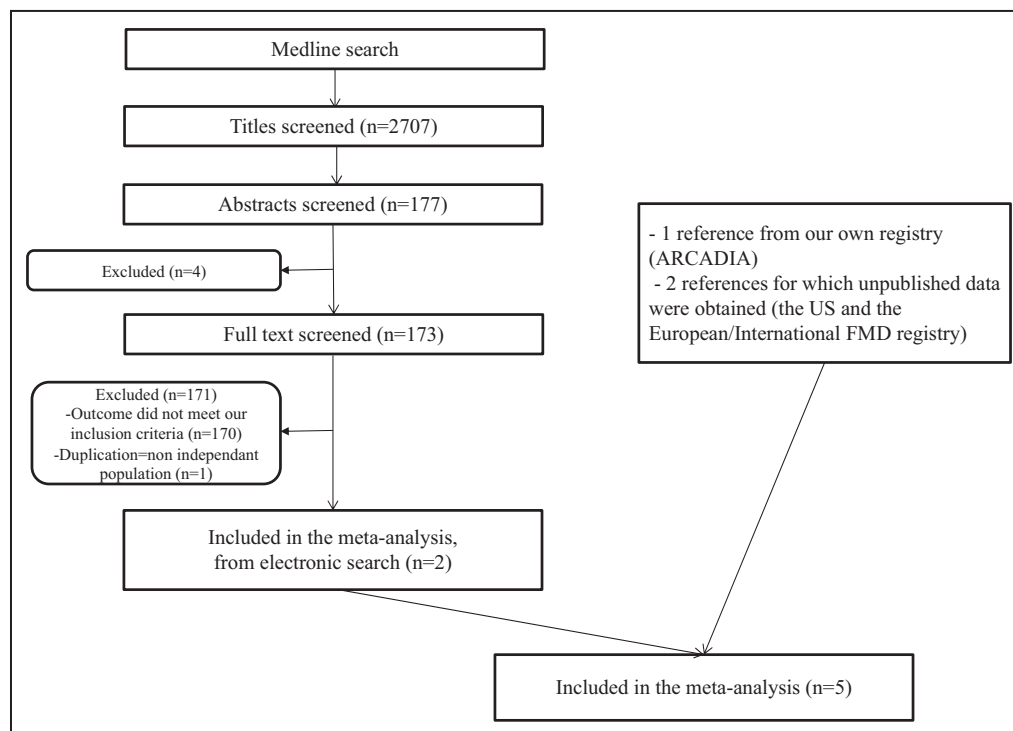 Medline search
Titles screened (n=2707)
Abstracts screened (n=177)
Excluded (n=4)
Full text screened (n=173)
Excluded (n=171)
-Outcome did not meet our
inclusion criteria (n=170)
-Duplication=non independant
population (n=1)
Included in the meta-analysis,
from electronic search (n=2)
- 1 reference from our own registry
(ARCADIA)
- 2 references for which unpublished data
were obtained (the US and the
European/International FMD registry)
Included in the meta-analysis (n=5)